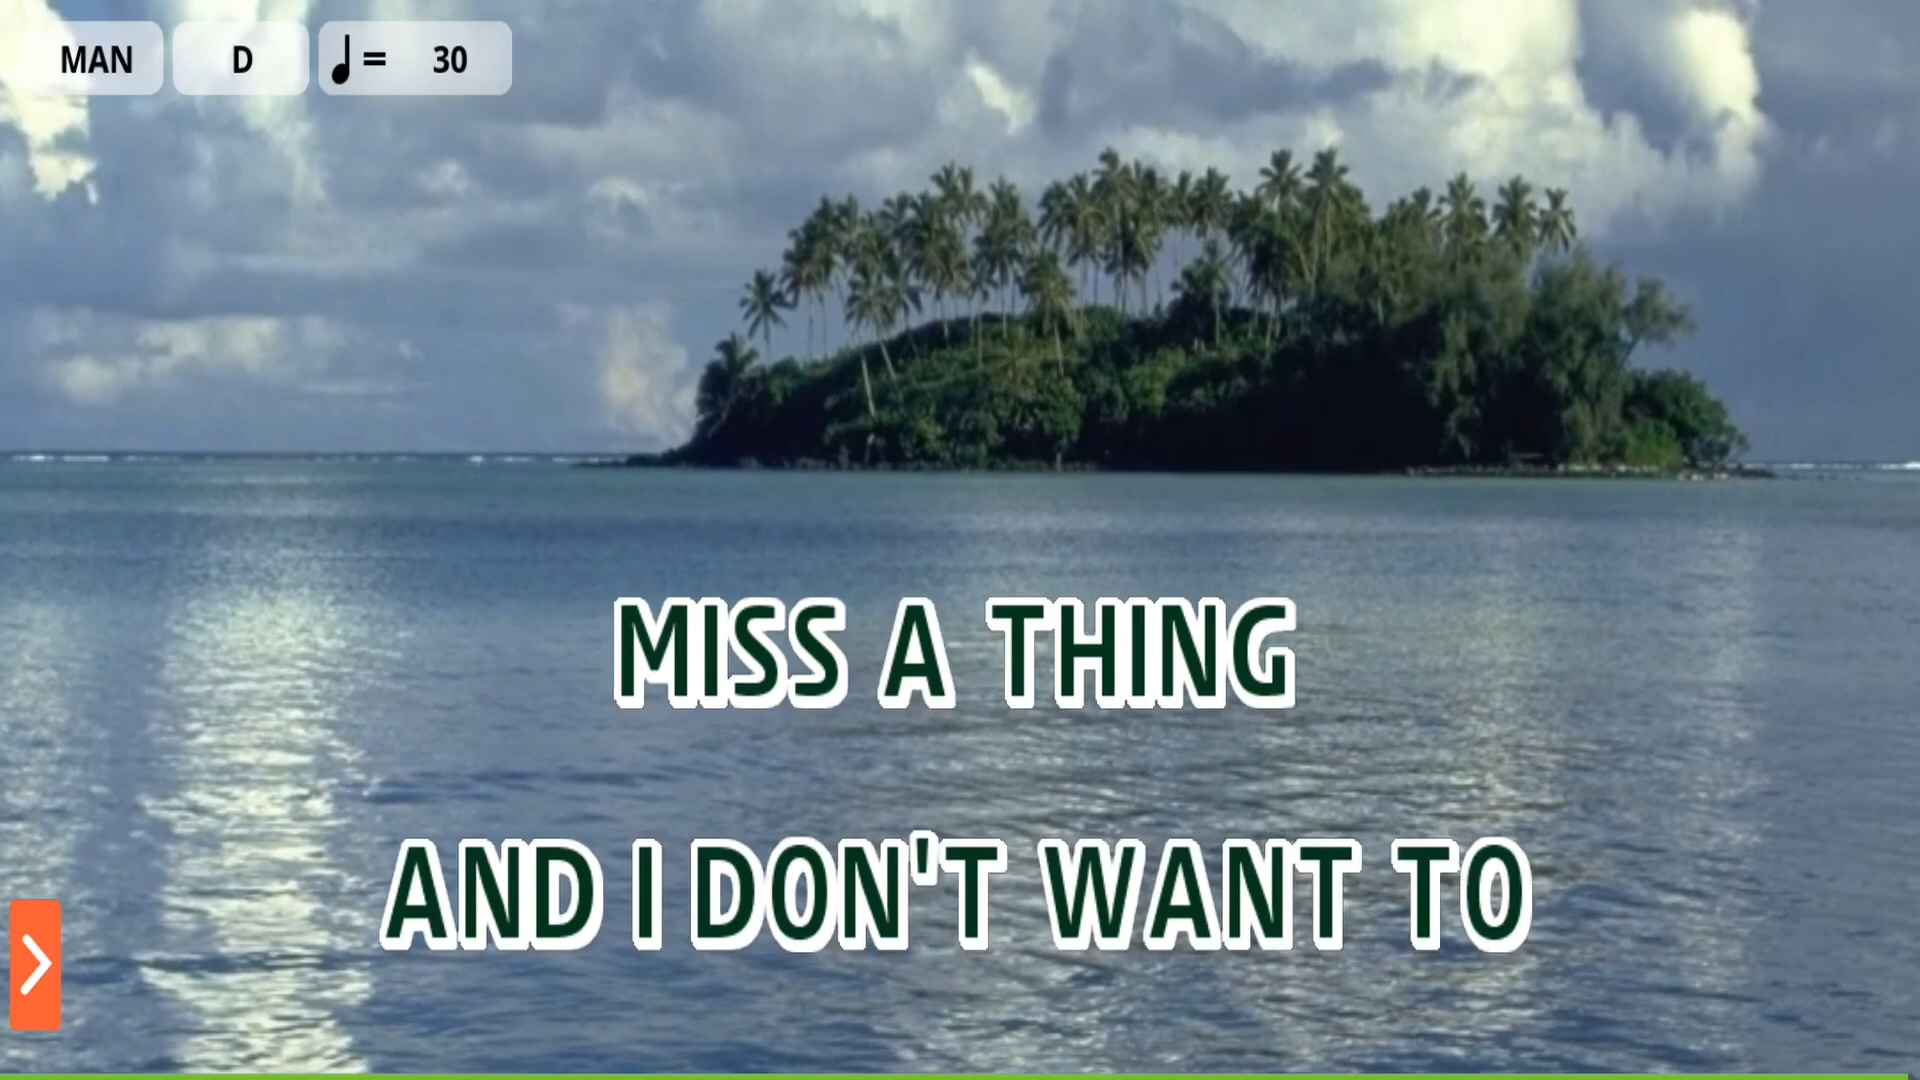 MAN D ♩= 30
MISS A THING
AND I DON'T WANT TO